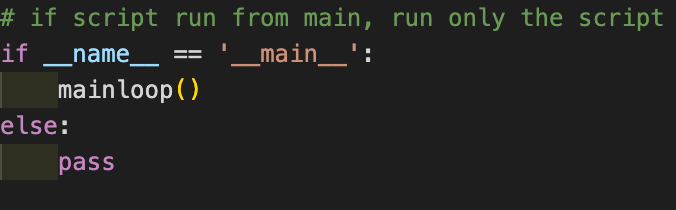 # if script run from main, run only the script
if __name__ == '__main__':
    mainloop()
else:
    pass